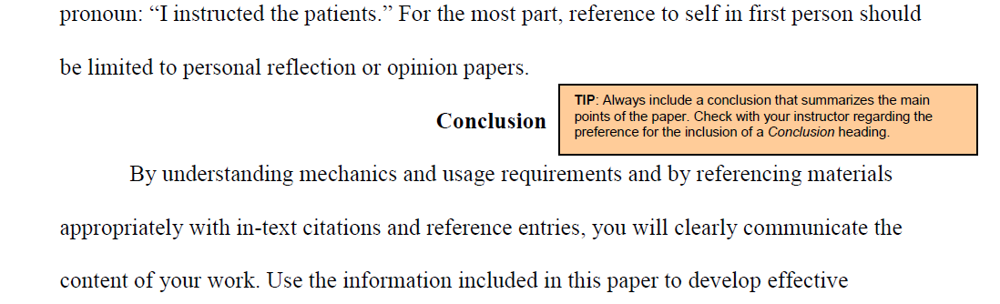 pronoun: “I instructed the patients.” For the most part, reference to self in first person should
be limited to personal reflection or opinion papers.
TIP: Always include a conclusion that summarizes the main
points of the paper. Check with your instructor regarding the
preference for the inclusion of a Conclusion heading.
Conclusion
By understanding mechanics and usage requirements and by referencing materials
appropriately with in-text citations and reference entries, you will clearly communicate the
content of your work. Use the information included in this paper to develop effective